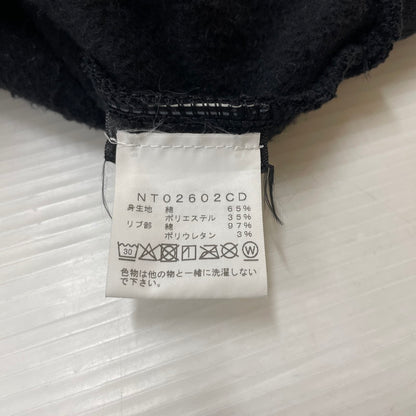 NT02602CD
身生地 綿 65%
ポリエステル 35%
リブ部 綿 97%
ポリウレタン 3%
30 W
色物は他の物と一緒に洗濯しない
で下さい。